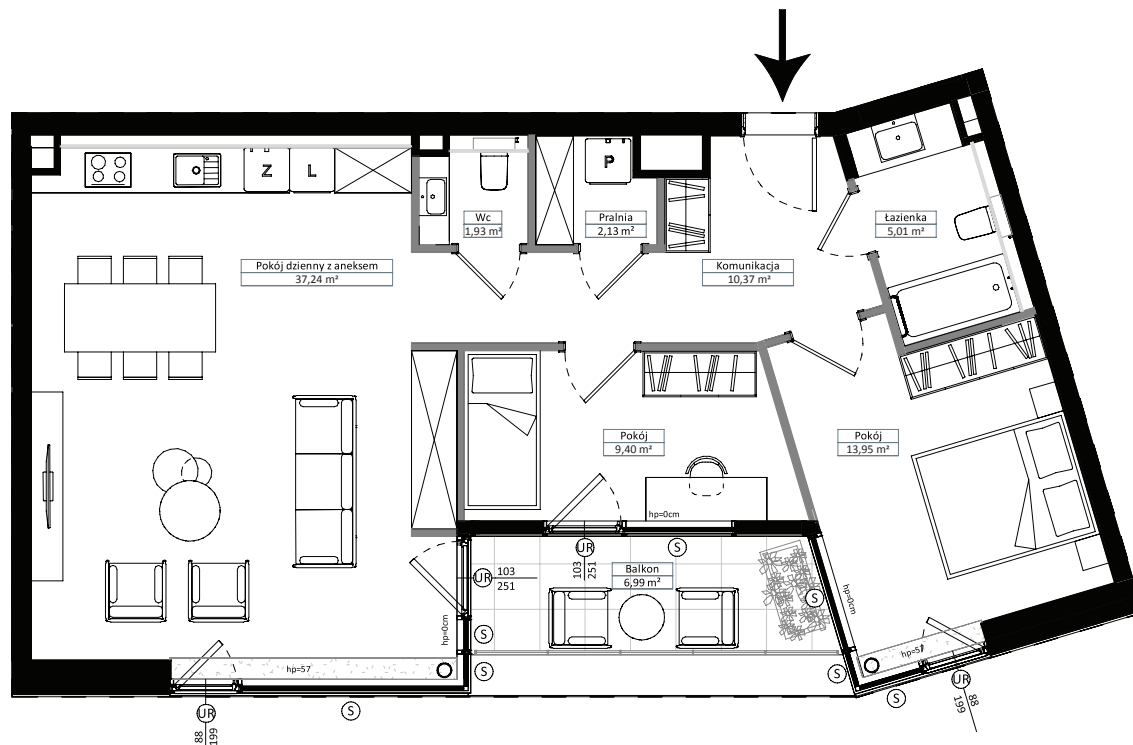 Z
L
P
Wc
1,93 m²
Pralnia
2,13 m²
Łazienka
5,01 m²
Pokój dzienny z aneksem
37,24 m²
Komunikacja
10,37 m²
Pokój
9,40 m²
Pokój
13,95 m²
hp=0cm
UR
103
251
S
Balkon
6,99 m²
UR
103
251
S
hp=0cm
hp=0cm
S
S
S
hp=57
hp=57
UR
88
199
S
S
UR
88
199